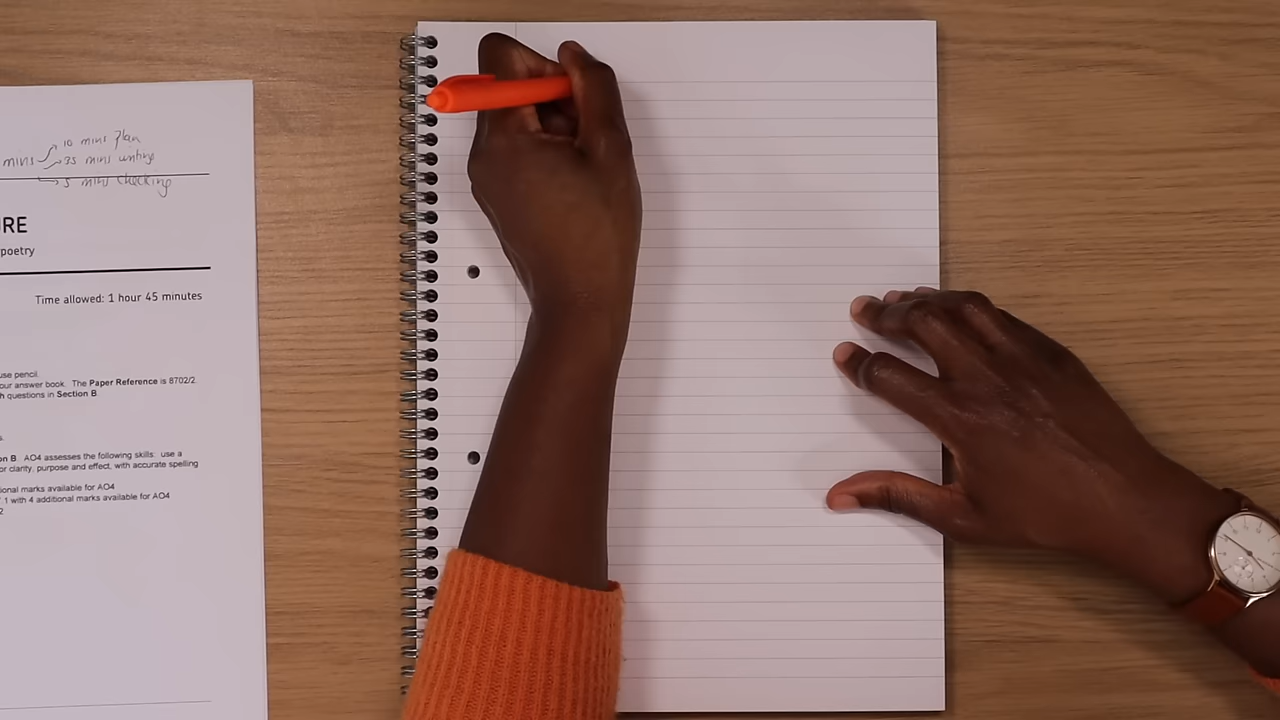 10 mins Plan
mins 35 mins writing
5 mins checking
RE
poetry
Time allowed: 1 hour 45 minutes
use pencil.
our answer book. The Paper Reference is 8702/2.
h questions in Section B
s.
on B. AO4 assesses the following skills: use a
or clarity, purpose and effect, with accurate spelling
ional marks available for AO4
1 with 4 additional marks available for AO4
2